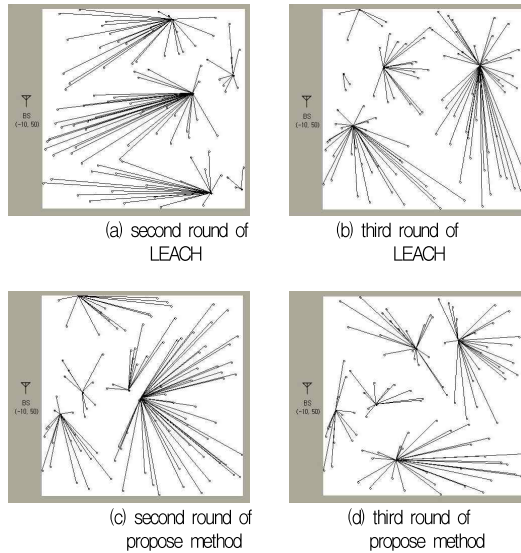 BS
(-10, 50)
BS
(-10, 50)
(a) second round of
LEACH
(b) third round of
LEACH
BS
(-10, 50)
BS
(-10, 50)
(c) second round of
propose method
(d) third round of
propose method